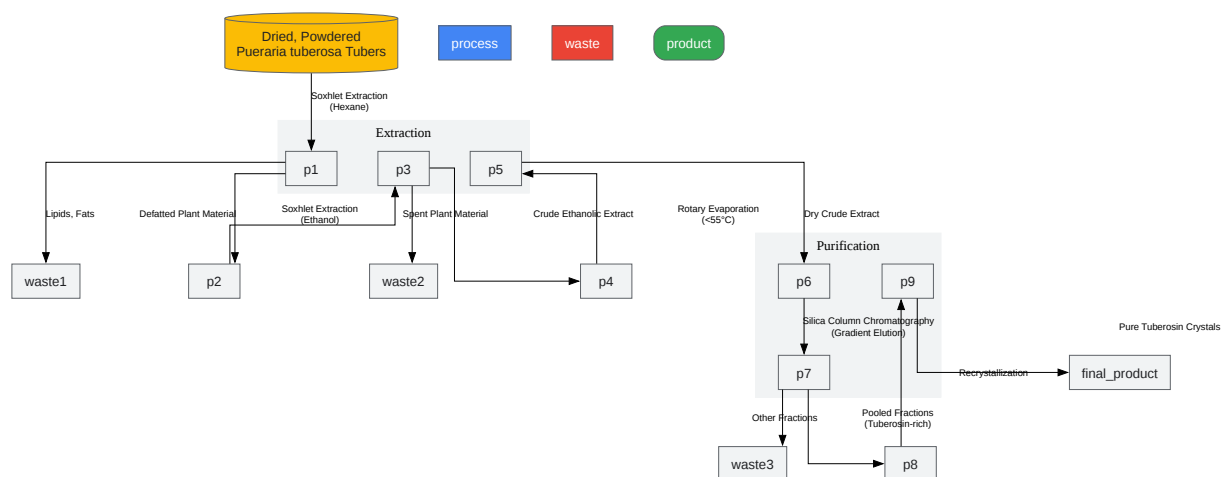 Dried, Powdered
Pueraria tuberosa Tubers
process
waste
product
Soxhlet Extraction
(Hexane)
Extraction
p1
p3
p5
Lipids, Fats
Defatted Plant Material
Soxhlet Extraction
(Ethanol)
Spent Plant Material
Crude Ethanolic Extract
Rotary Evaporation
(<55°C)
Dry Crude Extract
Purification
waste1
p2
waste2
p4
p6
p9
Silica Column Chromatography
(Gradient Elution)
Pure Tuberosin Crystals
p7
Recrystallization
final_product
Other Fractions
Pooled Fractions
(Tuberosin-rich)
waste3
p8